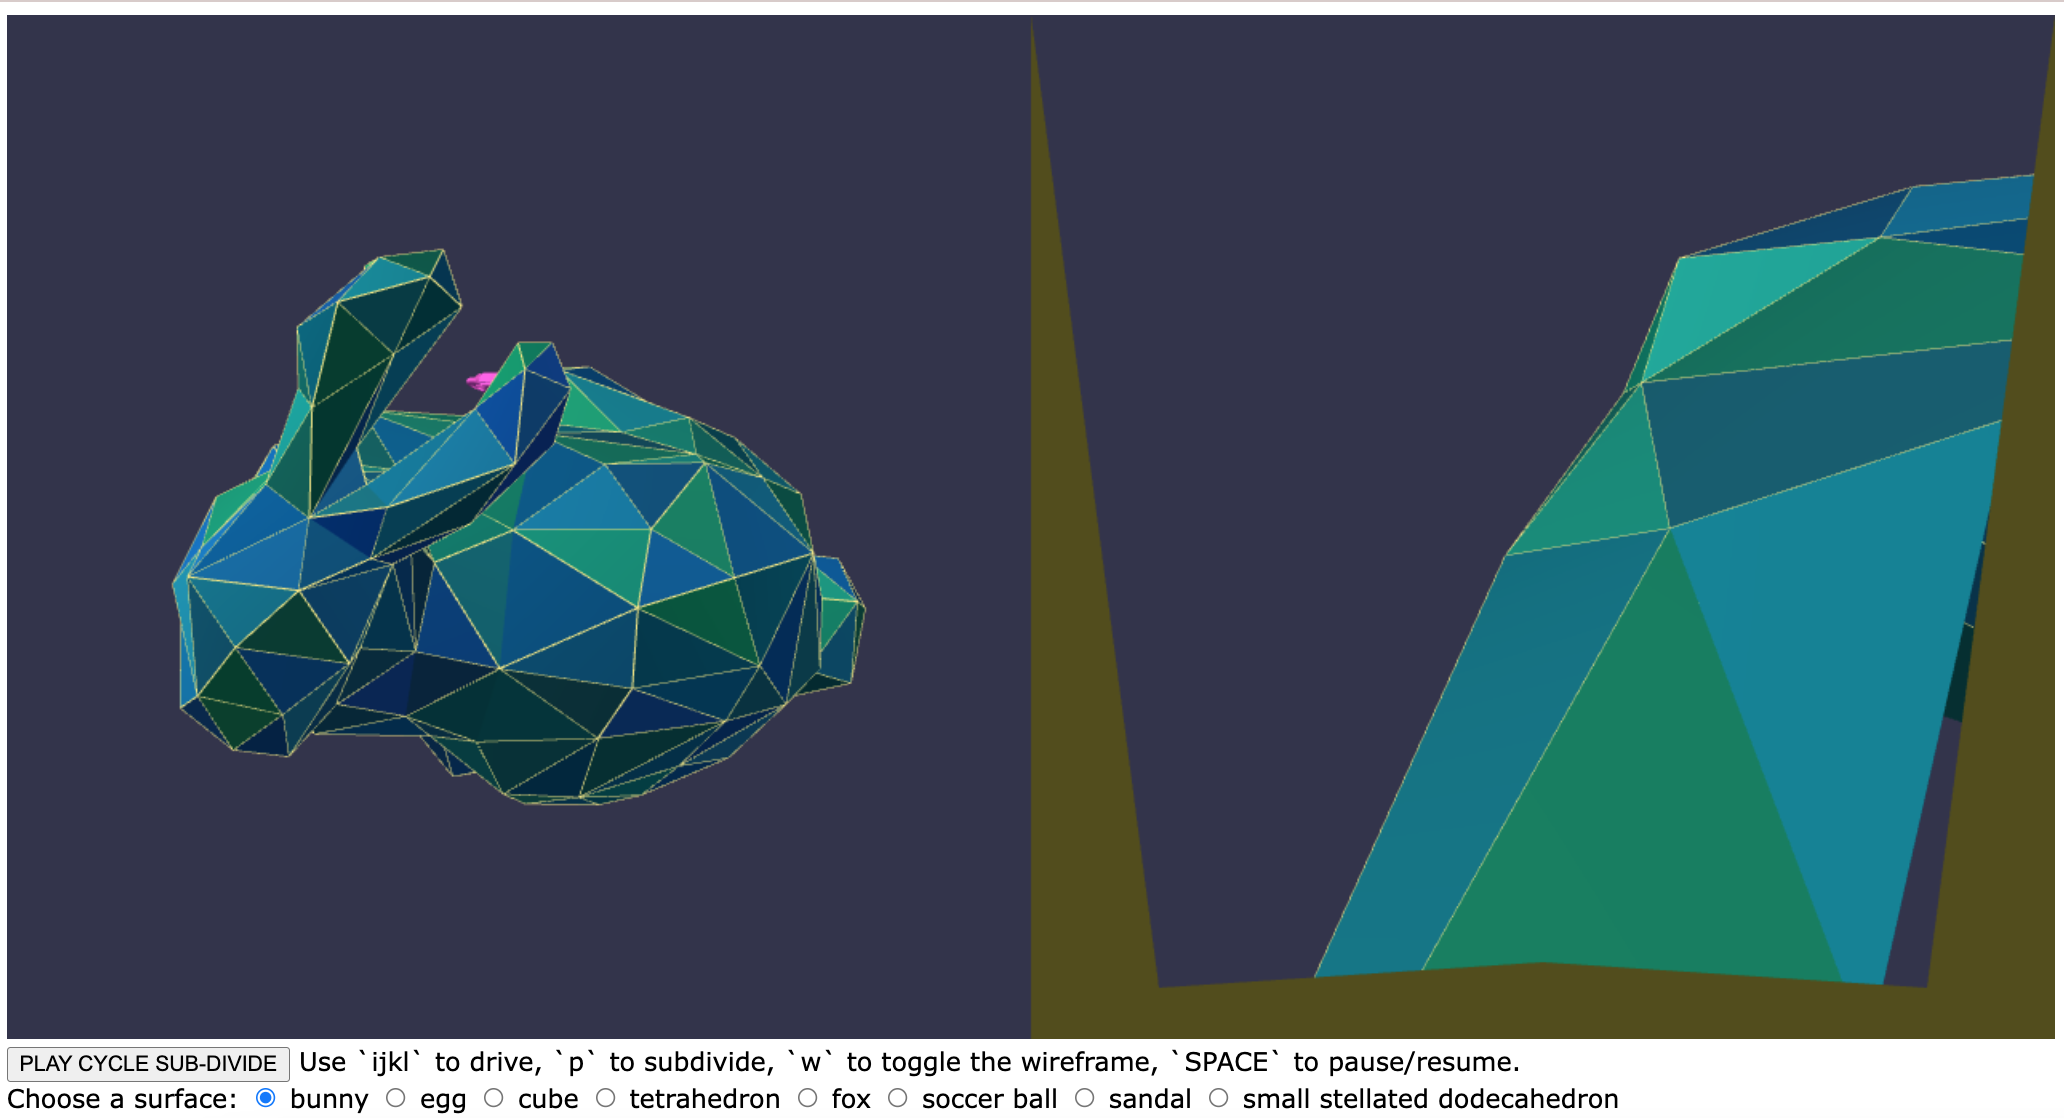 PLAY CYCLE SUB-DIVIDE Use `ijkl` to drive, `p` to subdivide, `w` to toggle the wireframe, `SPACE` to pause/resume.
Choose a surface: bunny egg cube tetrahedron fox soccer ball sandal small stellated dodecahedron